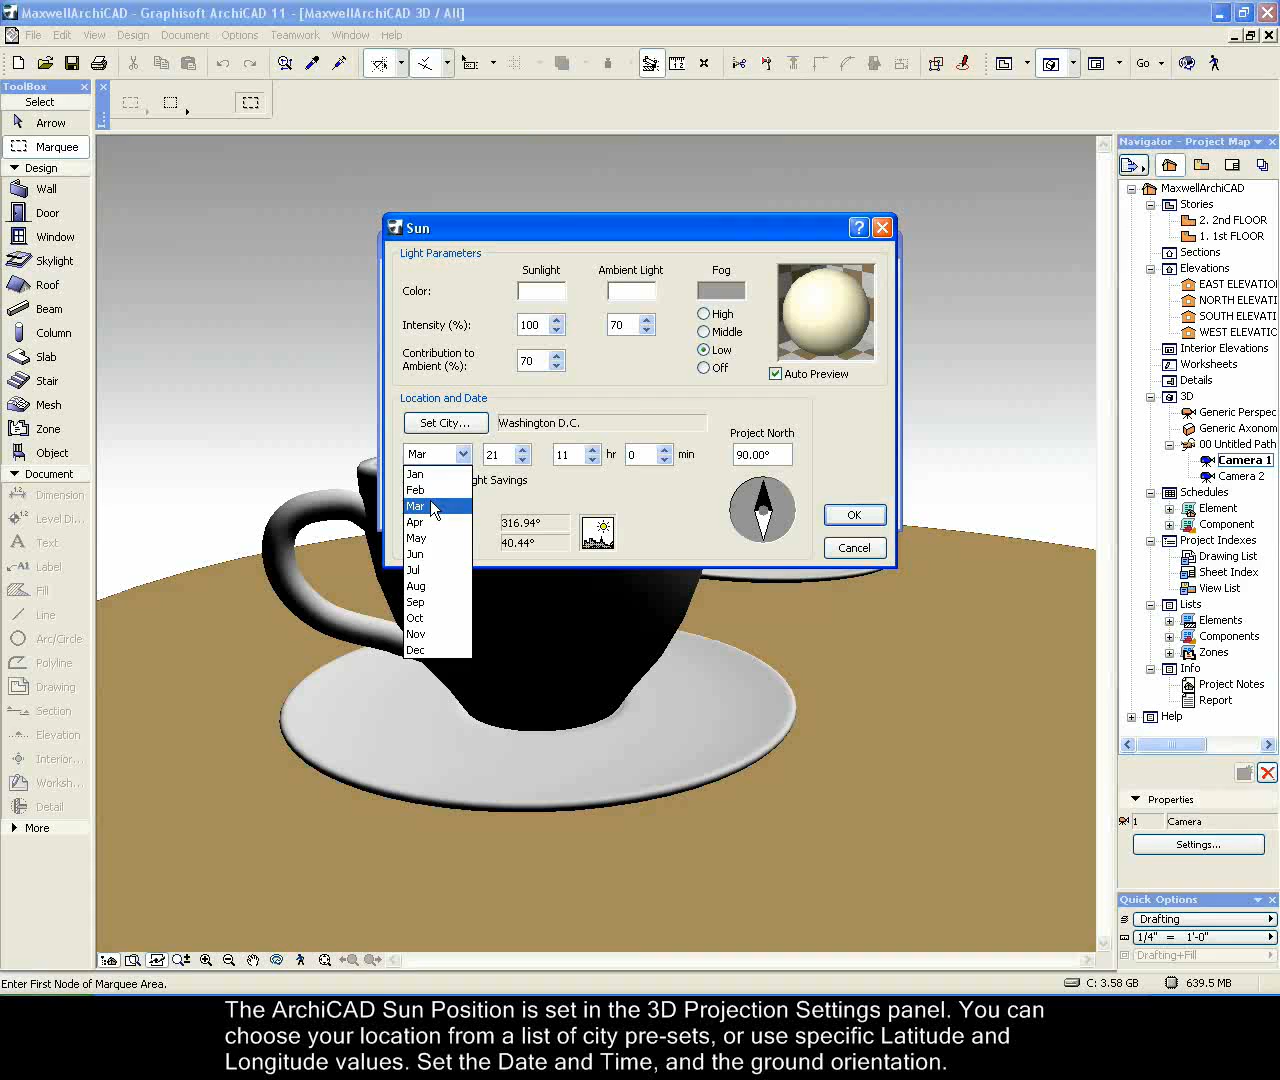 MaxwellArchiCAD - Graphisoft ArchiCAD 11 - [MaxwellArchiCAD 3D / All]
File Edit View Design Document Options Teamwork Window Help
Go
ToolBox
Select
Arrow
Marquee
Design
Wall
Door
Window
Skylight
Roof
Beam
Column
Slab
Stair
Mesh
Zone
Object
Document
Dimension
Level Di...
Text
A1 Label
Fill
Line
Arc/Circle
Polyline
Drawing
Section
Elevation
Interior...
Worksh...
Detail
More
Sun
Light Parameters
Sunlight Ambient Light Fog
Color:
High
Intensity (%): 100 70
Middle
Low
Contribution to
Ambient (%): 70
Off
Auto Preview
Location and Date
Set City... Washington D.C.
Project North
Mar 21 11 hr 0 min 90.00°
Jan
Feb
Mar
Apr
May
Jun
Jul
Aug
Sep
Oct
Nov
Dec
ght Savings
316.94°
40.44°
OK
Cancel
Navigator - Project Map
MaxwellArchiCAD
Stories
2. 2nd FLOOR
1. 1st FLOOR
Sections
Elevations
EAST ELEVATIO
NORTH ELEVATI
SOUTH ELEVATI
WEST ELEVATIC
Interior Elevations
Worksheets
Details
3D
Generic Perspec
Generic Axonom
00 Untitled Path
Camera 1
Camera 2
Schedules
Element
Component
Project Indexes
Drawing List
Sheet Index
View List
Lists
Elements
Components
Zones
Info
Project Notes
Report
Help
Properties
1 Camera
Settings...
Quick Options
Drafting
1/4" = 1'-0"
Drafting+Fill
Enter First Node of Marquee Area.
C: 3.58 GB 639.5 MB
The ArchiCAD Sun Position is set in the 3D Projection Settings panel. You can
choose your location from a list of city pre-sets, or use specific Latitude and
Longitude values. Set the Date and Time, and the ground orientation.